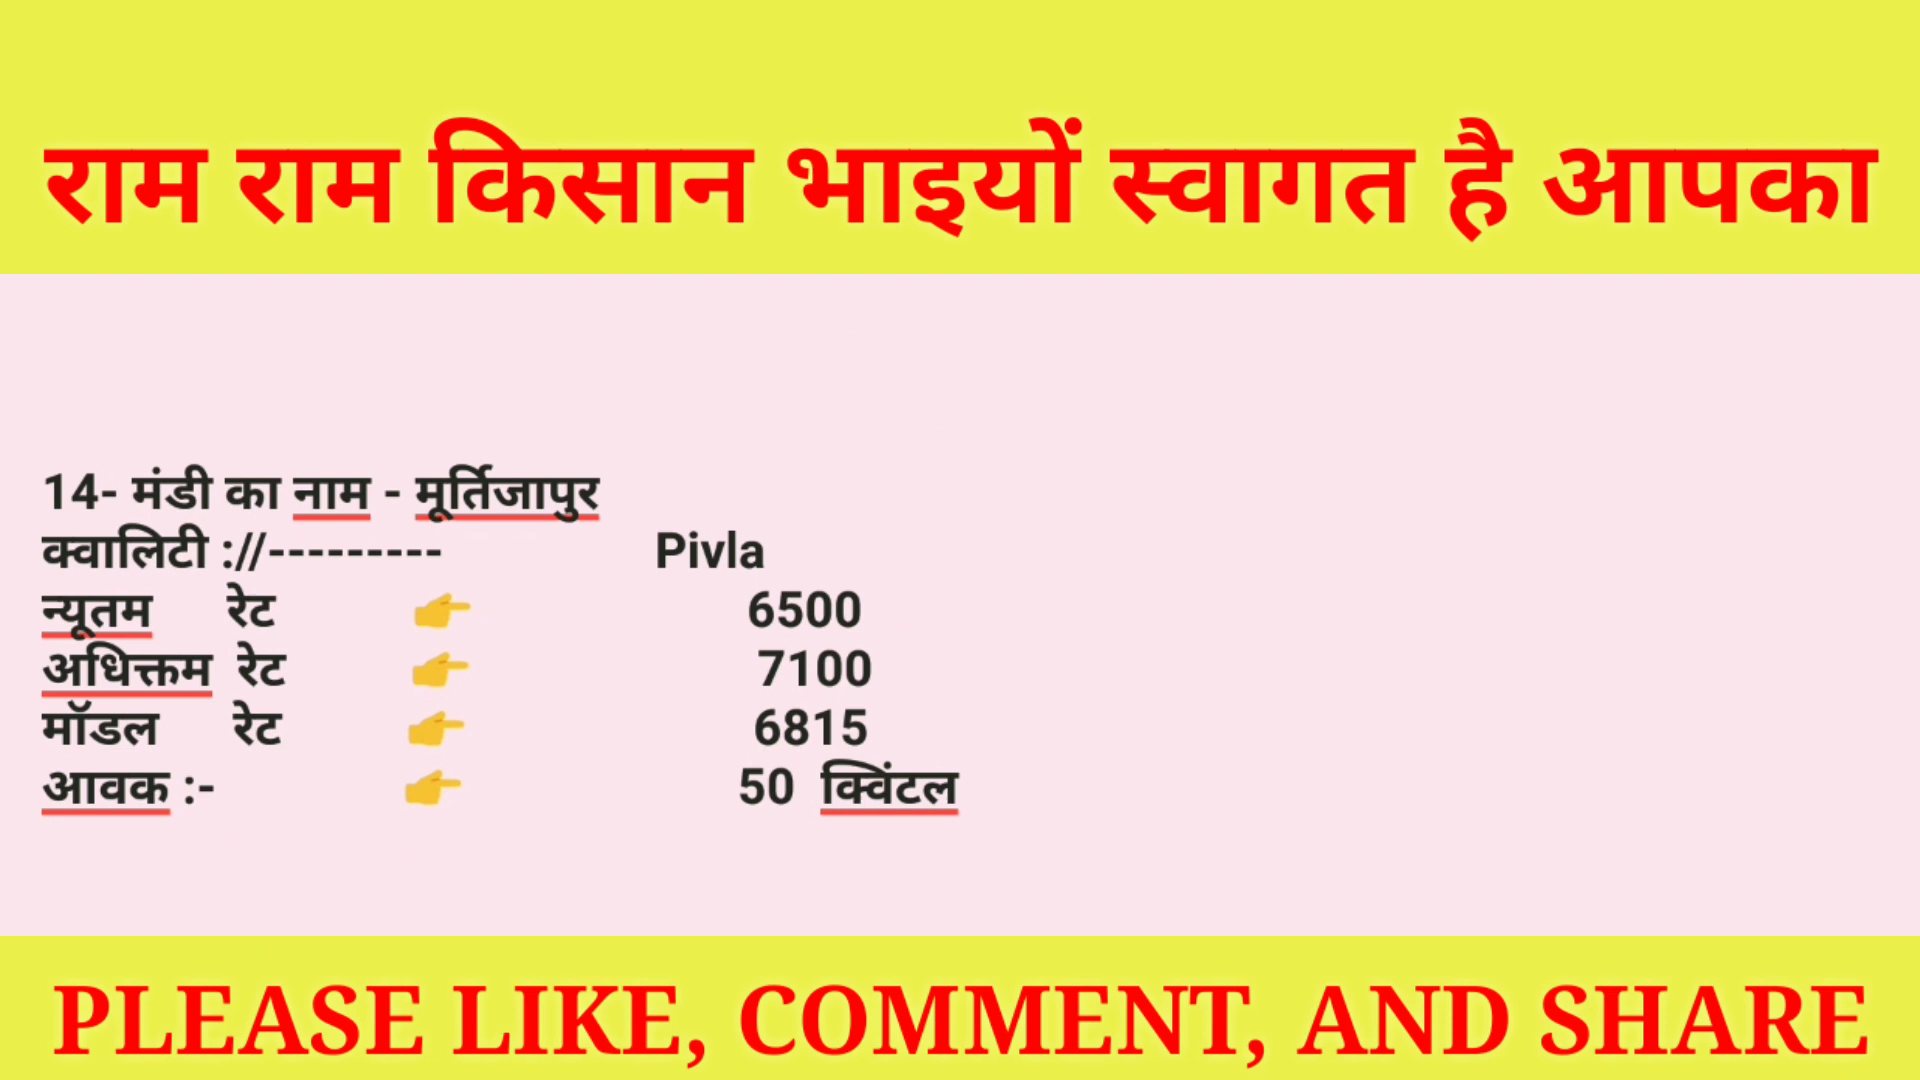 राम राम किसान भाइयों स्वागत है आपका
14- मंडी का नाम - मूर्तिजापुर
क्वालिटी ://--------- Pivla
न्यूतम रेट 👉 6500
अधिक्तम रेट 👉 7100
मॉडल रेट 👉 6815
आवक :- 👉 50 क्विंटल
PLEASE LIKE, COMMENT, AND SHARE